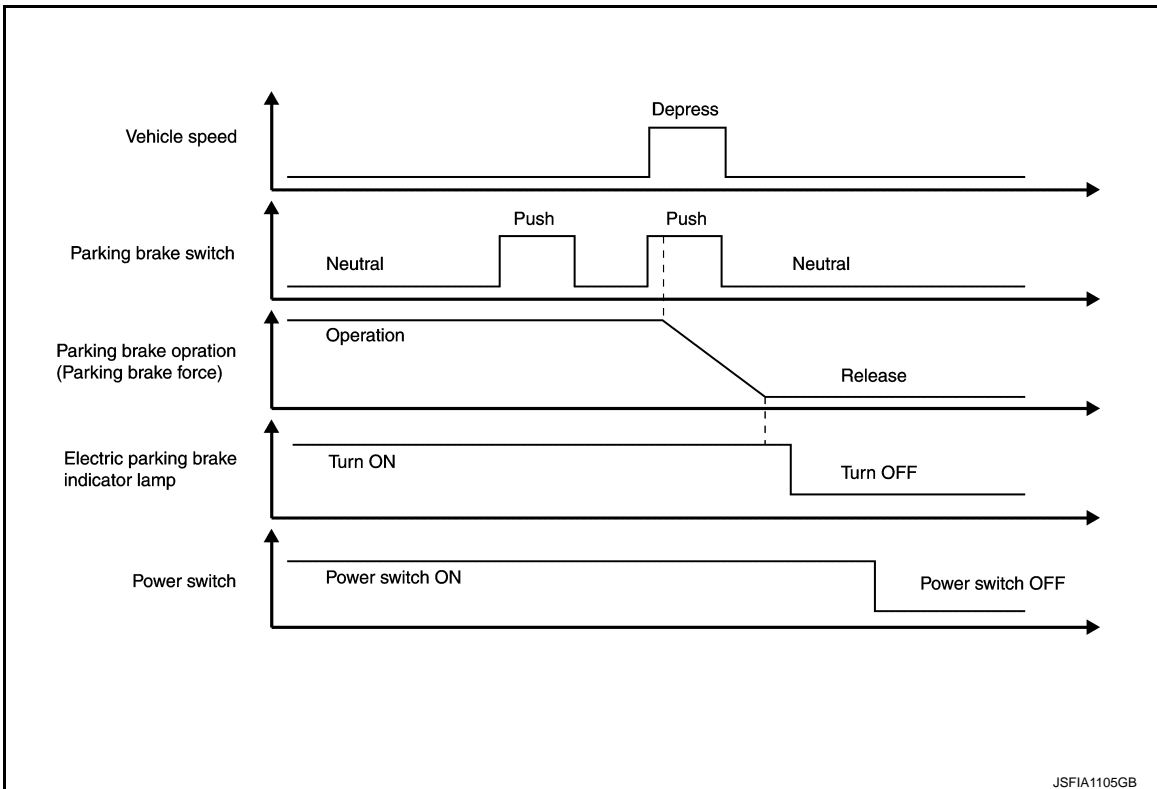 Depress
Vehicle speed
Push
Push
Parking brake switch
Neutral
Neutral
Operation
Parking brake opration
(Parking brake force)
Release
Electric parking brake
indicator lamp
Turn ON
Turn OFF
Power switch
Power switch ON
Power switch OFF
JSFIA1105GB